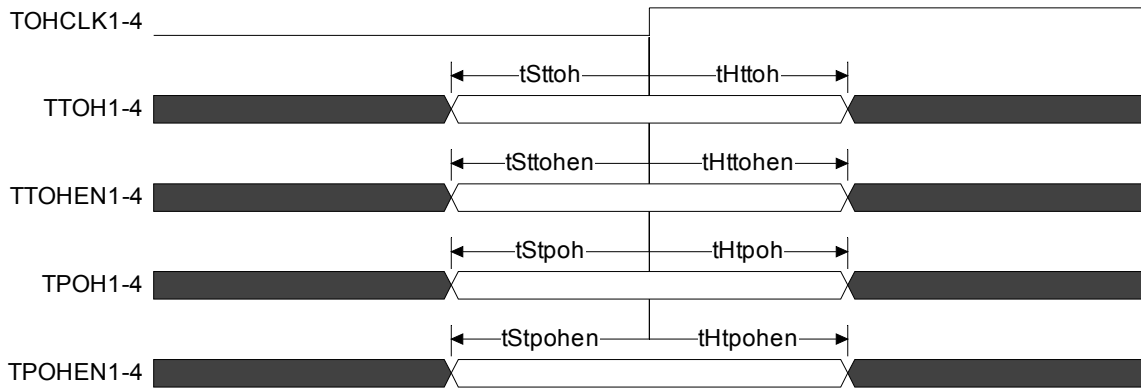 TOHCLK1-4
tSttoh tHttoh
TTOH1-4
tSttohen tHttohen
TTOHEN1-4
tStpoh tHtpoh
TPOH1-4
tStpohen tHtpohen
TPOHEN1-4